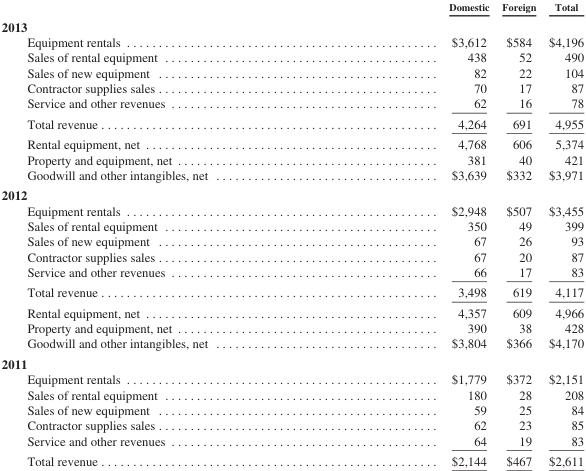 Domestic Foreign Total
2013
Equipment rentals $3,612 $584 $4,196
Sales of rental equipment 438 52 490
Sales of new equipment 82 22 104
Contractor supplies sales 70 17 87
Service and other revenues 62 16 78
Total revenue 4,264 691 4,955
Rental equipment, net 4,768 606 5,374
Property and equipment, net 381 40 421
Goodwill and other intangibles, net $3,639 $332 $3,971
2012
Equipment rentals $2,948 $507 $3,455
Sales of rental equipment 350 49 399
Sales of new equipment 67 26 93
Contractor supplies sales 67 20 87
Service and other revenues 66 17 83
Total revenue 3,498 619 4,117
Rental equipment, net 4,357 609 4,966
Property and equipment, net 390 38 428
Goodwill and other intangibles, net $3,804 $366 $4,170
2011
Equipment rentals $1,779 $372 $2,151
Sales of rental equipment 180 28 208
Sales of new equipment 59 25 84
Contractor supplies sales 62 23 85
Service and other revenues 64 19 83
Total revenue $2,144 $467 $2,611